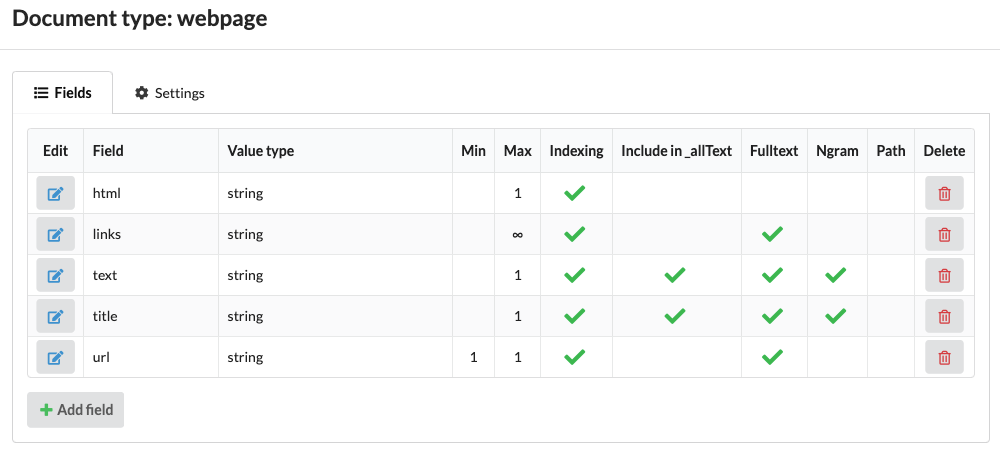 Document type: webpage
Fields Settings
Edit Field Value type Min Max Indexing Include in _allText Fulltext Ngram Path Delete
html string 1
links string ∞
text string 1
title string 1
url string 1 1
Add field